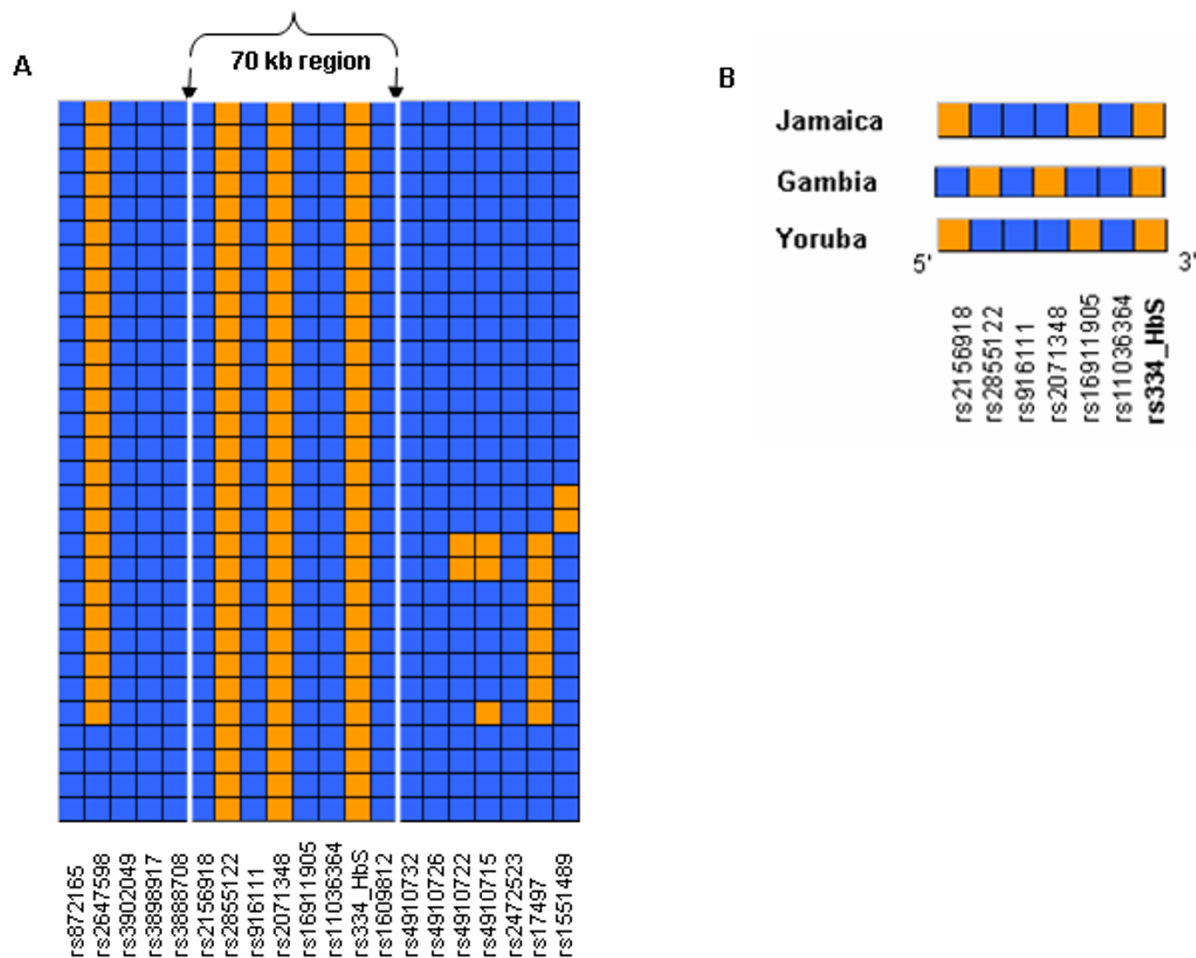 A
70 kb region
rs872165
rs2647598
rs3902049
rs3898917
rs3888708
rs2156918
rs2855122
rs916111
rs2071348
rs16911905
rs11036364
rs334_HbS
rs1609812
rs4910732
rs4910726
rs4910722
rs4910715
rs2472523
rs17497
rs1551489
B
Jamaica
Gambia
Yoruba
5'
3'
rs2156918
rs2855122
rs916111
rs2071348
rs16911905
rs11036364
rs334_HbS